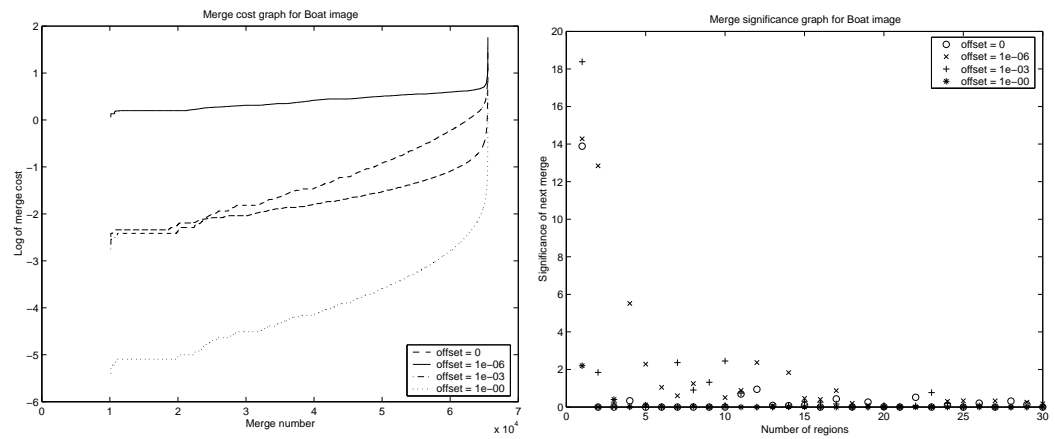 Merge cost graph for Boat image
2
1
0
−1
−2
−3
−4
−5
−6
Log of merge cost
0 1 2 3 4 5 6 7
x 10^4
Merge number
offset = 0
offset = 1e−06
offset = 1e−03
offset = 1e−00
Merge significance graph for Boat image
20
18
16
14
12
10
8
6
4
2
0
Significance of next merge
0 5 10 15 20 25 30
Number of regions
offset = 0
offset = 1e−06
offset = 1e−03
offset = 1e−00